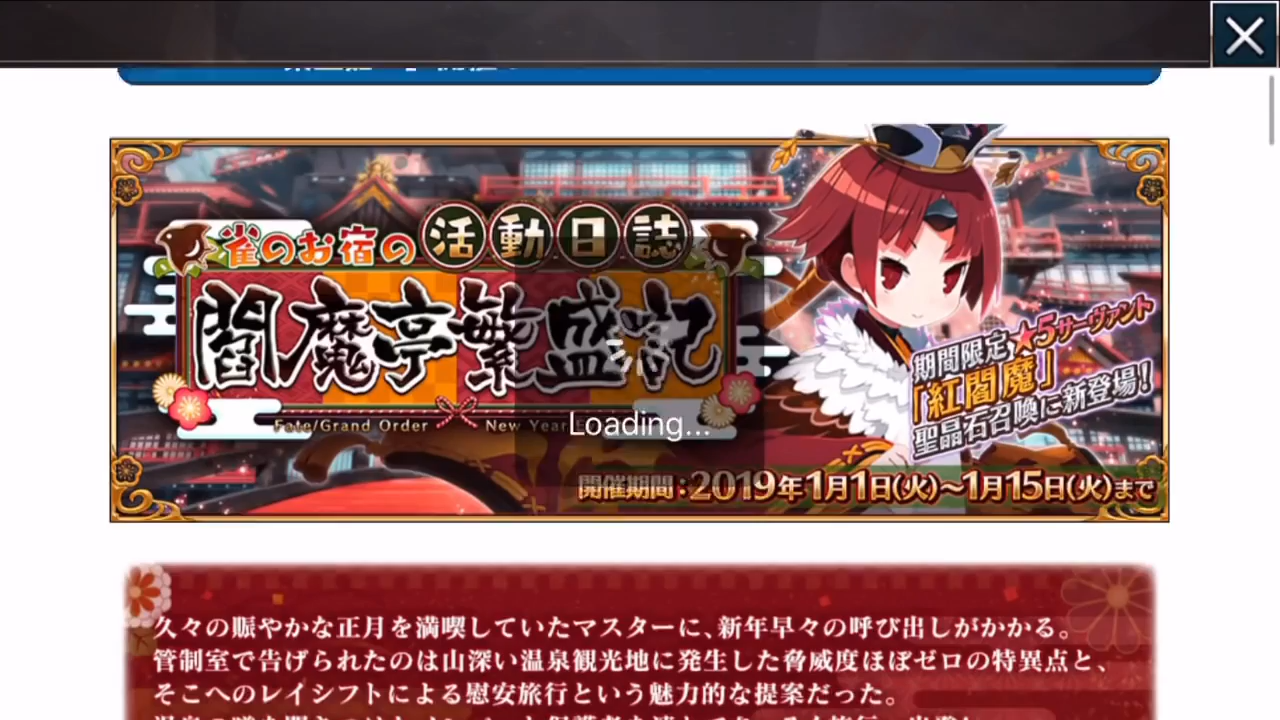 雀のお宿の活動日誌
閻魔亭繁盛記
Fate/Grand Order New Year
Loading...
期間限定★5サーヴァント
「紅閻魔」
聖晶石召喚に新登場!
開催期間:2019年1月1日(火)~1月15日(火)まで
久々の賑やかな正月を満喫していたマスターに、新年早々の呼び出しがかかる。
管制室で告げられたのは山深い温泉観光地に発生した脅威度ほぼゼロの特異点と、
そこへのレイシフトによる慰安旅行という魅力的な提案だった。